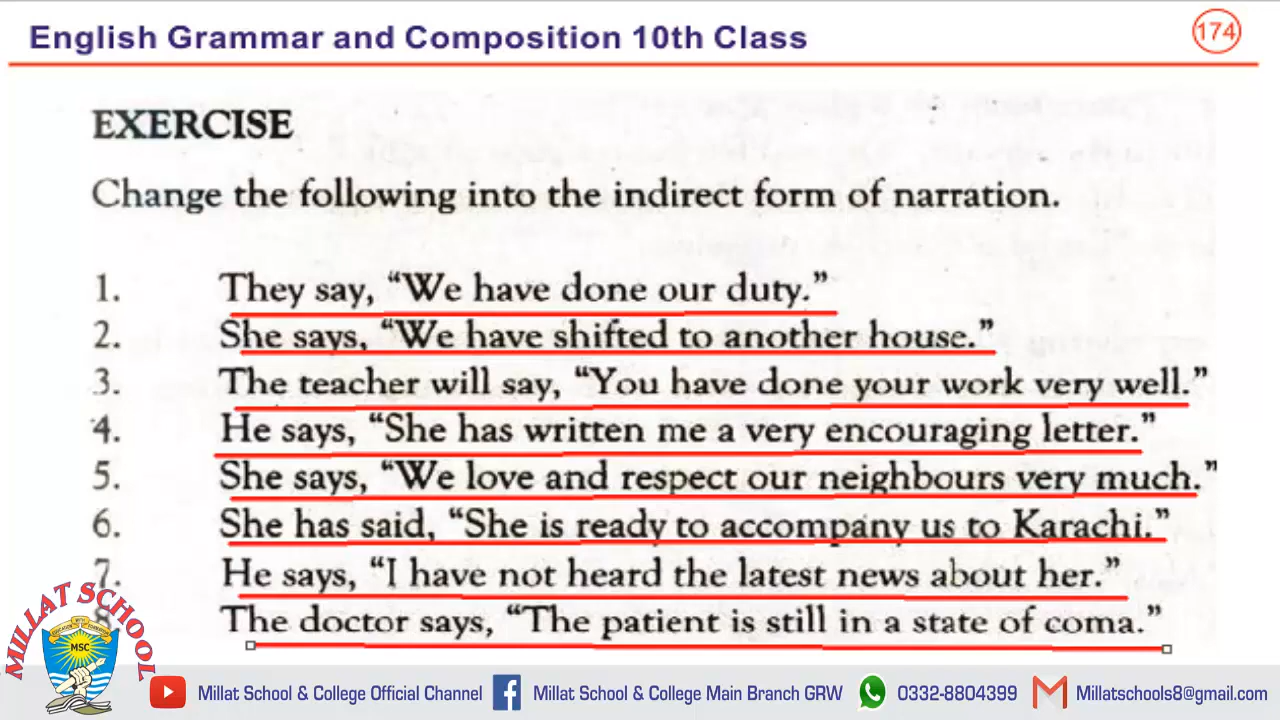 English Grammar and Composition 10th Class
174
EXERCISE
Change the following into the indirect form of narration.
1. They say, “We have done our duty.”
2. She says, “We have shifted to another house.”
3. The teacher will say, “You have done your work very well.”
4. He says, “She has written me a very encouraging letter.”
5. She says, “We love and respect our neighbours very much.”
6. She has said, “She is ready to accompany us to Karachi.”
7. He says, “I have not heard the latest news about her.”
8. The doctor says, “The patient is still in a state of coma.”
MILLAT SCHOOL
MSC
Millat School & College Official Channel
Millat School & College Main Branch GRW
0332-8804399
Millatschools8@gmail.com